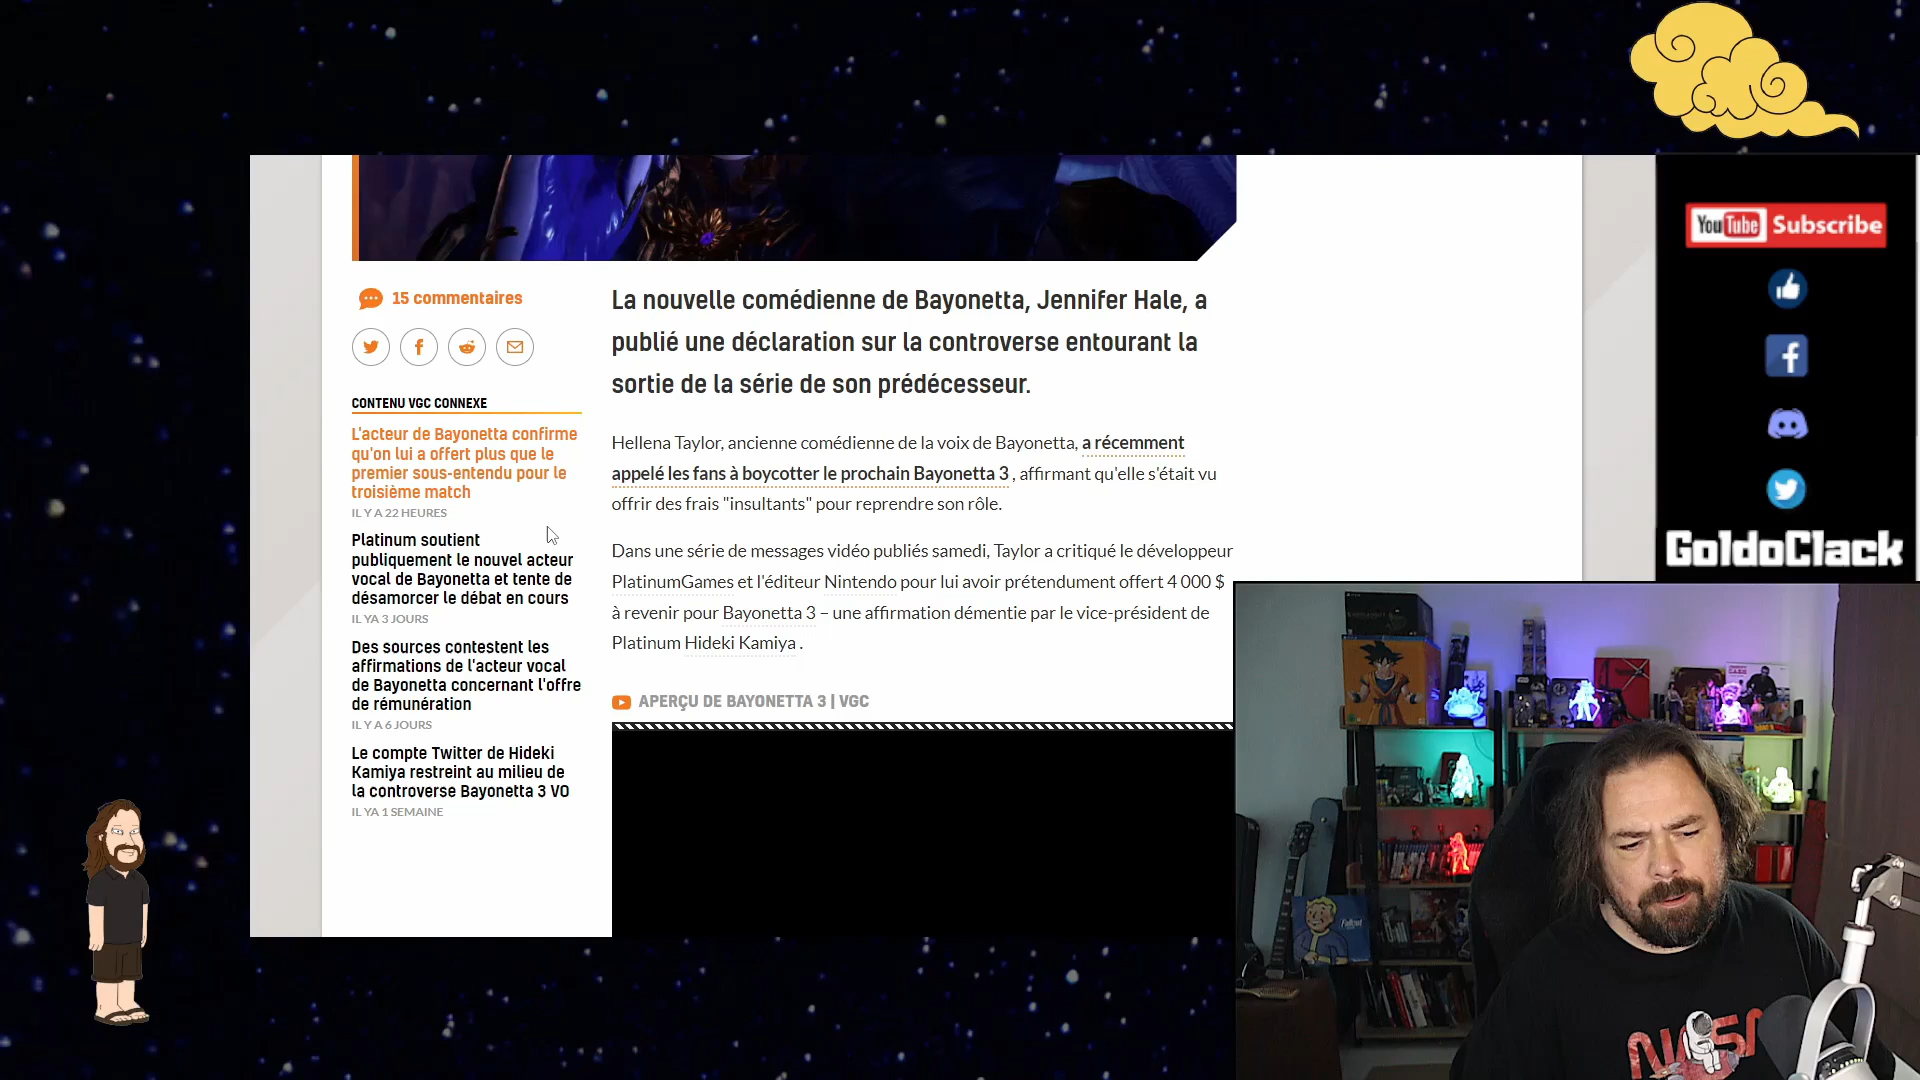 15 commentaires
CONTENU VGC CONNEXE
L'acteur de Bayonetta confirme
qu'on lui a offert plus que le
premier sous-entendu pour le
troisième match
IL Y A 22 HEURES
Platinum soutient
publiquement le nouvel acteur
vocal de Bayonetta et tente de
désamorcer le débat en cours
IL YA 3 JOURS
Des sources contestent les
affirmations de l'acteur vocal
de Bayonetta concernant l'offre
de rémunération
IL Y A 6 JOURS
Le compte Twitter de Hideki
Kamiya restreint au milieu de
la controverse Bayonetta 3 VO
IL YA 1 SEMAINE
La nouvelle comédienne de Bayonetta, Jennifer Hale, a
publié une déclaration sur la controverse entourant la
sortie de la série de son prédécesseur.
Hellena Taylor, ancienne comédienne de la voix de Bayonetta, a récemment
appelé les fans à boycotter le prochain Bayonetta 3 , affirmant qu'elle s'était vu
offrir des frais "insultants" pour reprendre son rôle.
Dans une série de messages vidéo publiés samedi, Taylor a critiqué le développeur
PlatinumGames et l'éditeur Nintendo pour lui avoir prétendument offert 4 000 $
à revenir pour Bayonetta 3 – une affirmation démentie par le vice-président de
Platinum Hideki Kamiya .
APERÇU DE BAYONETTA 3 | VGC
YouTube Subscribe
GoldoClack
Fallout